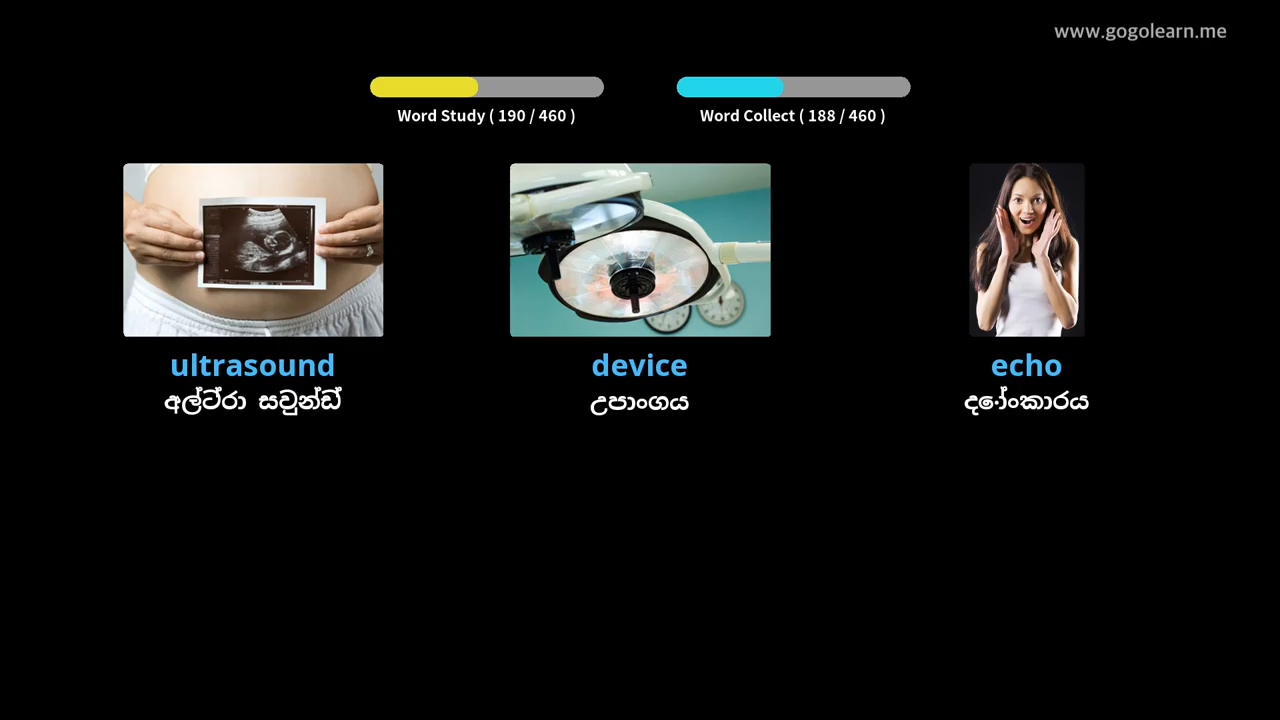 www.gogolearn.me
Word Study ( 190 / 460 )
Word Collect ( 188 / 460 )
ultrasound
device
echo
අල්ට්රා සවුන්ඩ්
උපාංගය
දෝංකාරය